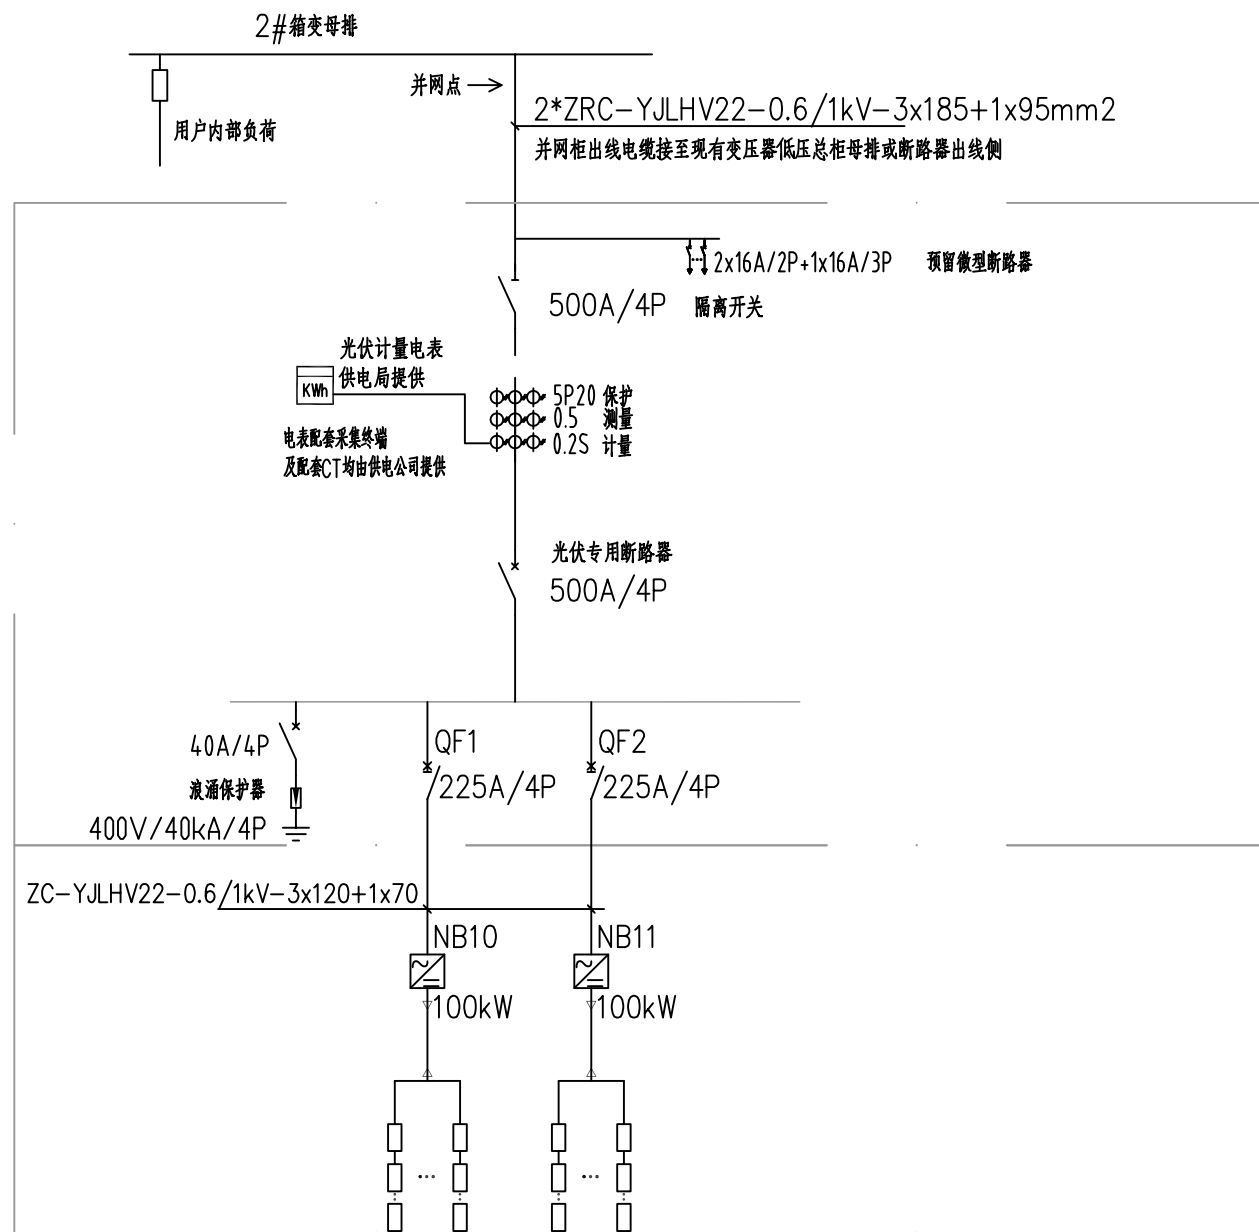 2#箱变母排
并网点
2*ZRC-YJLHV22-0.6/1kV-3x185+1x95mm2
用户内部负荷
并网柜出线电缆接至现有变压器低压总柜母排或断路器出线侧
2x16A/2P+1x16A/3P 预留微型断路器
500A/4P 隔离开关
光伏计量电表
供电局提供
KWh
5P20 保护
0.5 测量
0.2S 计量
电表配套采集终端
及配套CT均由供电公司提供
光伏专用断路器
500A/4P
QF1
QF2
40A/4P
225A/4P
225A/4P
浪涌保护器
400V/40kA/4P
ZC-YJLHV22-0.6/1kV-3x120+1x70
NB10
NB11
100kW
100kW